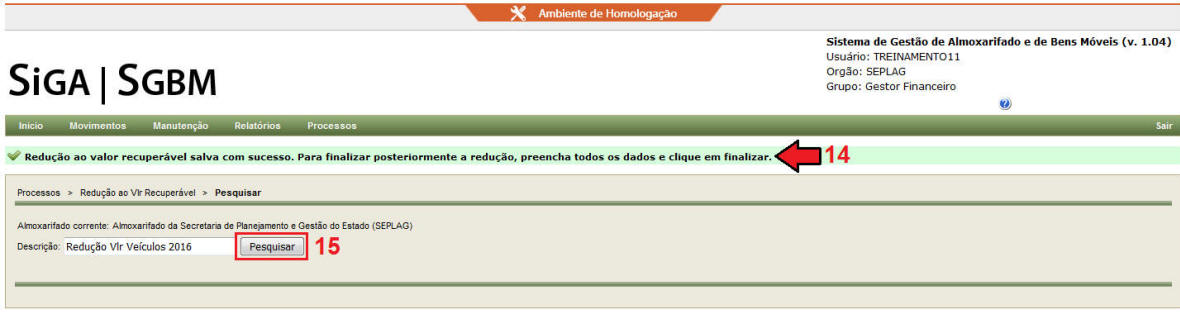 Ambiente de Homologação
Sistema de Gestão de Almoxarifado e de Bens Móveis (v. 1.04)
Usuário: TREINAMENTO11
Orgão: SEPLAG
Grupo: Gestor Financeiro
SIGA | SGBM
?
Inicio Movimentos Manutenção Relatórios Processos Sair
Redução ao valor recuperável salva com sucesso. Para finalizar posteriormente a redução, preencha todos os dados e clique em finalizar. 14
Processos > Redução ao Vlr Recuperável > Pesquisar
Almoxarifado corrente: Almoxarifado da Secretaria de Planejamento e Gestão do Estado (SEPLAG)
Descrição: Redução Vlr Veículos 2016 Pesquisar 15